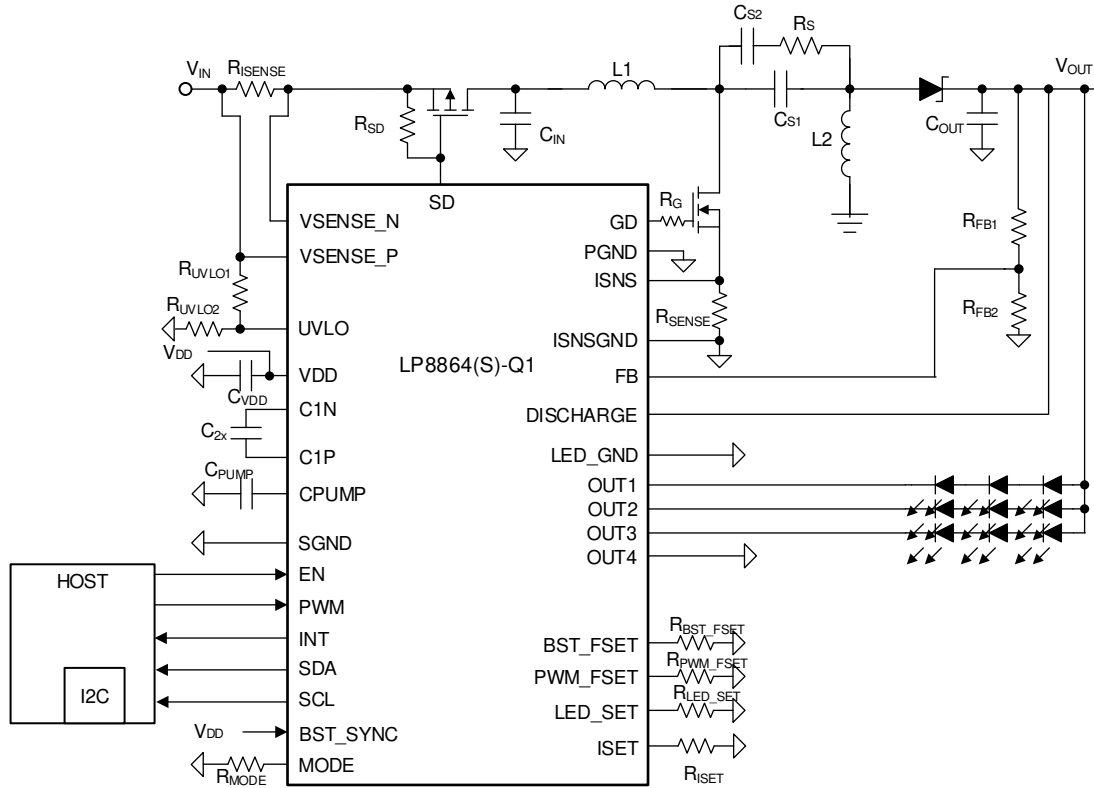 CS2
RS
VIN
RISENSE
L1
VOUT
RSD
CIN
CS1
L2
COUT
SD
RG
GD
VSENSE_N
PGND
RFB1
VSENSE_P
ISNS
RUVLO1
RUVLO2
RSENSE
RFB2
UVLO
ISNSGND
VDD
LP8864(S)-Q1
VDD
FB
CVDD
C1N
DISCHARGE
C2x
C1P
LED_GND
CPUMP
CPUMP
OUT1
OUT2
OUT3
SGND
OUT4
HOST
EN
PWM
RBST_FSET
INT
BST_FSET
RPWM_FSET
SDA
PWM_FSET
I2C
RLED_SET
SCL
LED_SET
VDD
BST_SYNC
ISET
RMODE
MODE
RISET